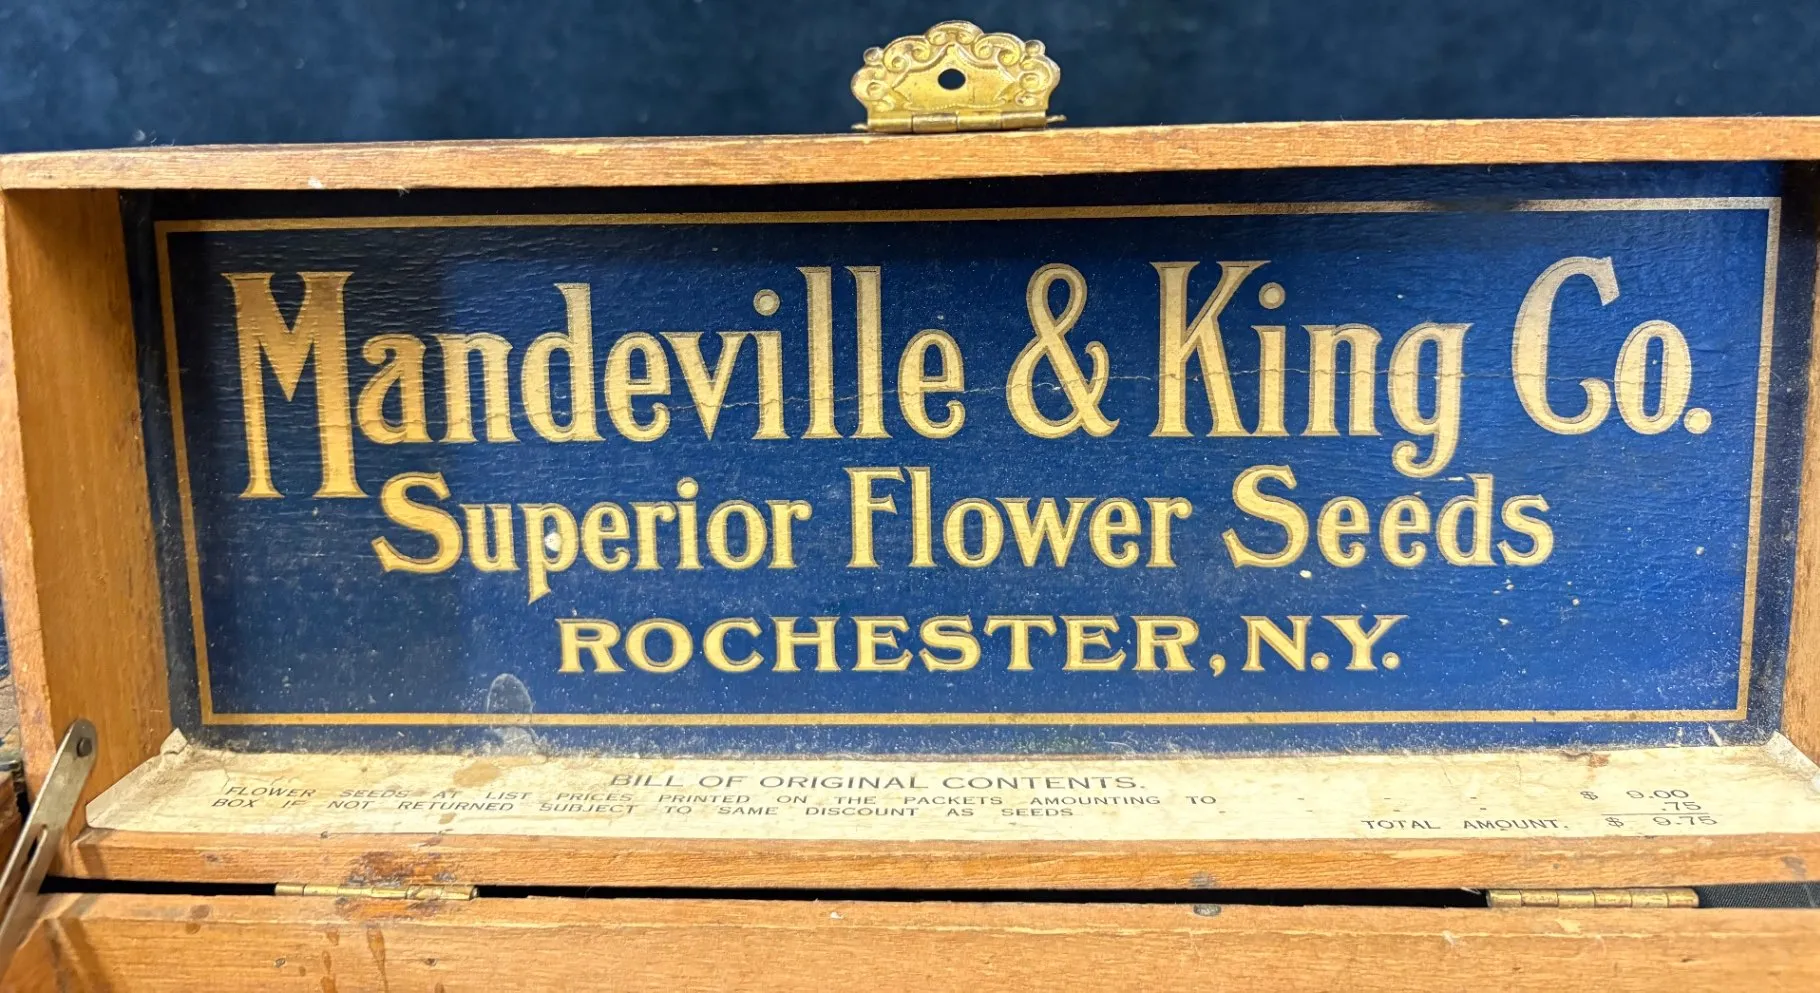 Mandeville & King Co.
Superior Flower Seeds
ROCHESTER, N.Y.
BILL OF ORIGINAL CONTENTS.
FLOWER SEEDS AT LIST PRICES PRINTED ON THE PACKETS AMOUNTING TO - - - $ 9.00
BOX IF NOT RETURNED SUBJECT TO SAME DISCOUNT AS SEEDS - - - .75
TOTAL AMOUNT. $ 9.75